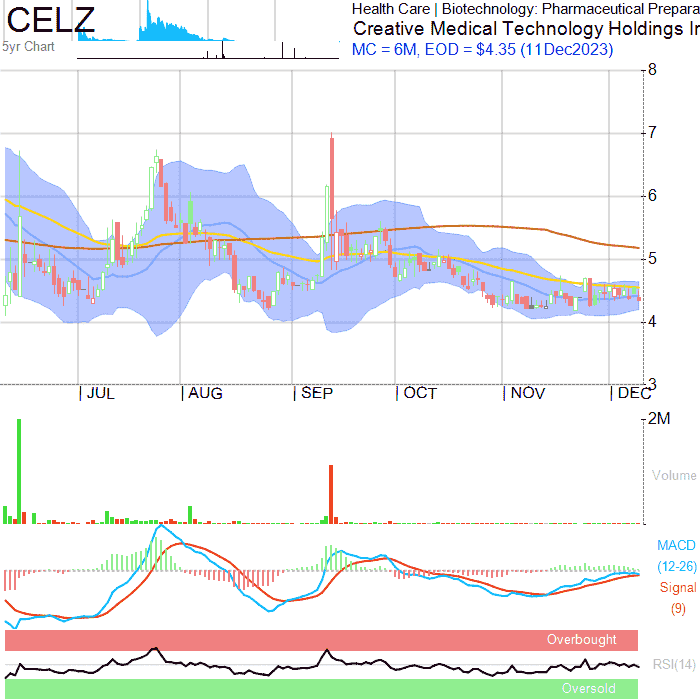 CELZ
5yr Chart
Health Care | Biotechnology: Pharmaceutical Prepara
Creative Medical Technology Holdings In
MC = 6M, EOD = $4.35 (11Dec2023)
8
7
6
5
4
3
JUL AUG SEP OCT NOV DEC
2M
Volume
MACD
(12-26)
Signal
(9)
Overbought
RSI(14)
Oversold